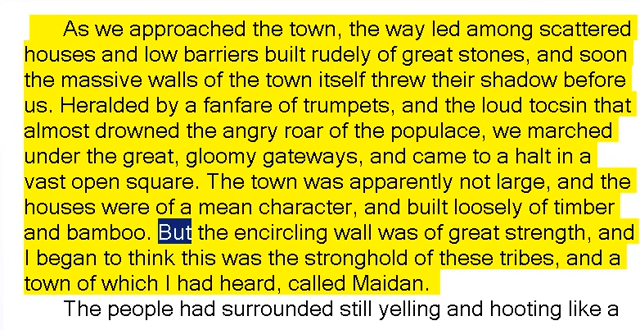 As we approached the town, the way led among scattered
houses and low barriers built rudely of great stones, and soon
the massive walls of the town itself threw their shadow before
us. Heralded by a fanfare of trumpets, and the loud tocsin that
almost drowned the angry roar of the populace, we marched
under the great, gloomy gateways, and came to a halt in a
vast open square. The town was apparently not large, and the
houses were of a mean character, and built loosely of timber
and bamboo. But the encircling wall was of great strength, and
I began to think this was the stronghold of these tribes, and a
town of which I had heard, called Maidan.
The people had surrounded still yelling and hooting like a